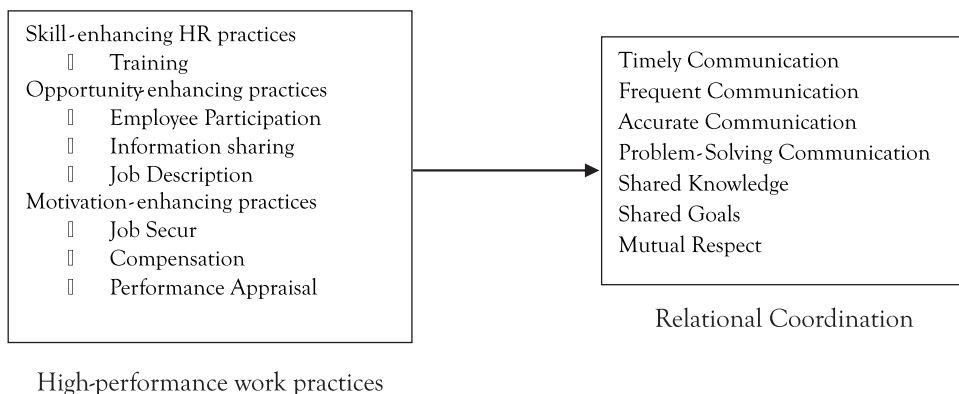 Skill-enhancing HR practices
Training
Opportunity-enhancing practices
Employee Participation
Information sharing
Job Description
Motivation-enhancing practices
Job Secur
Compensation
Performance Appraisal
High-performance work practices
Timely Communication
Frequent Communication
Accurate Communication
Problem-Solving Communication
Shared Knowledge
Shared Goals
Mutual Respect
Relational Coordination